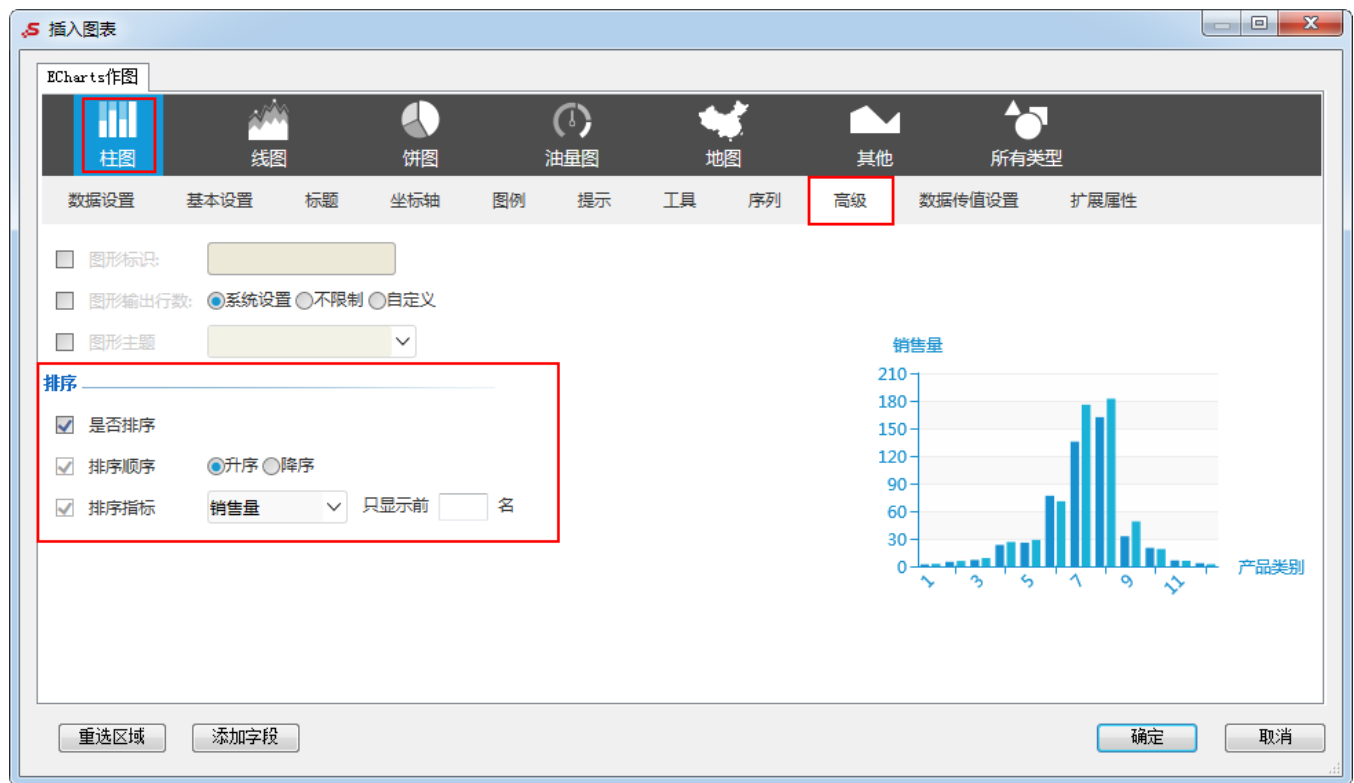 插入图表
ECharts作图
柱图 线图 饼图 油量图 地图 其他 所有类型
数据设置 基本设置 标题 坐标轴 图例 提示 工具 序列 高级 数据传值设置 扩展属性
图形标识:
图形输出行数: 系统设置 不限制 自定义
图形主题
排序
是否排序
排序顺序 升序 降序
排序指标 销售量 只显示前 名
销售量
210
180
150
120
90
60
30
0
1 3 5 7 9 11
产品类别
重选区域 添加字段 确定 取消